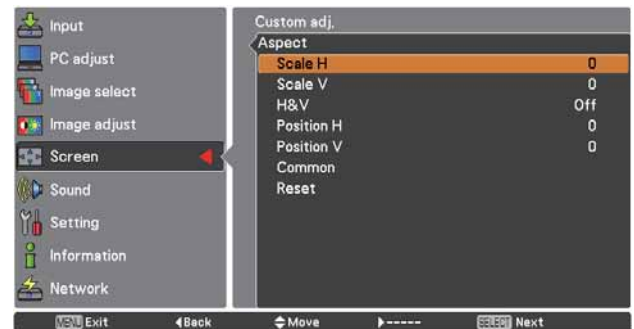 Input
PC adjust
Image select
Image adjust
Screen
Sound
Setting
Information
Network
Custom adj.
Aspect
Scale H 0
Scale V 0
H&V Off
Position H 0
Position V 0
Common
Reset
MENU Exit ◀Back Move ▶----- SELECT Next